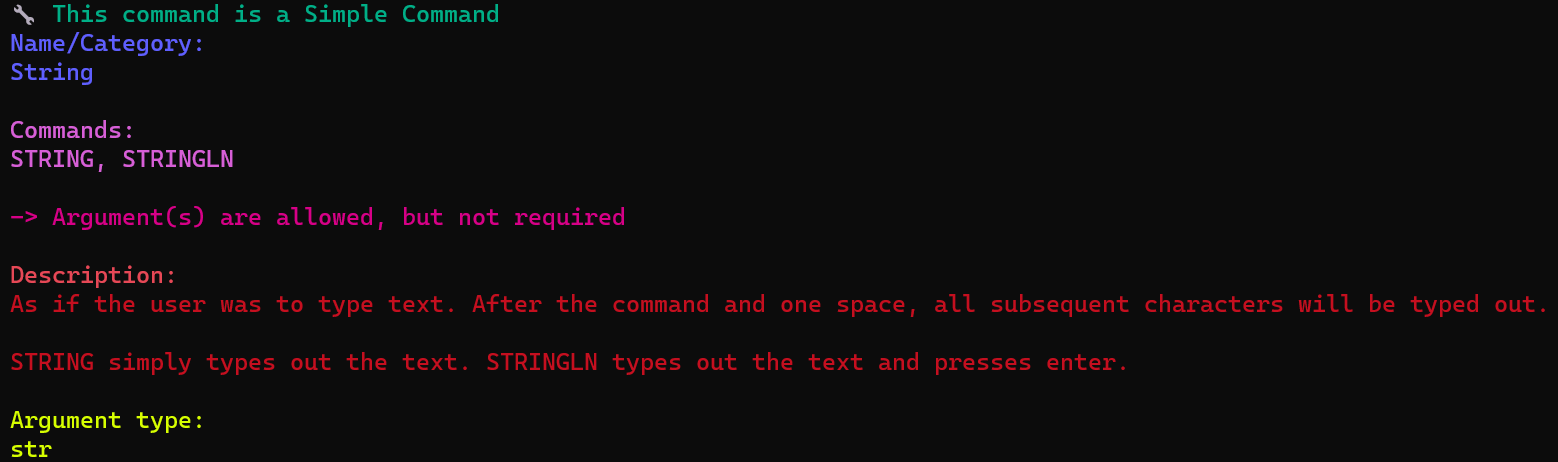 🔧 This command is a Simple Command
Name/Category:
String
Commands:
STRING, STRINGLN
-> Argument(s) are allowed, but not required
Description:
As if the user was to type text. After the command and one space, all subsequent characters will be typed out.
STRING simply types out the text. STRINGLN types out the text and presses enter.
Argument type:
str